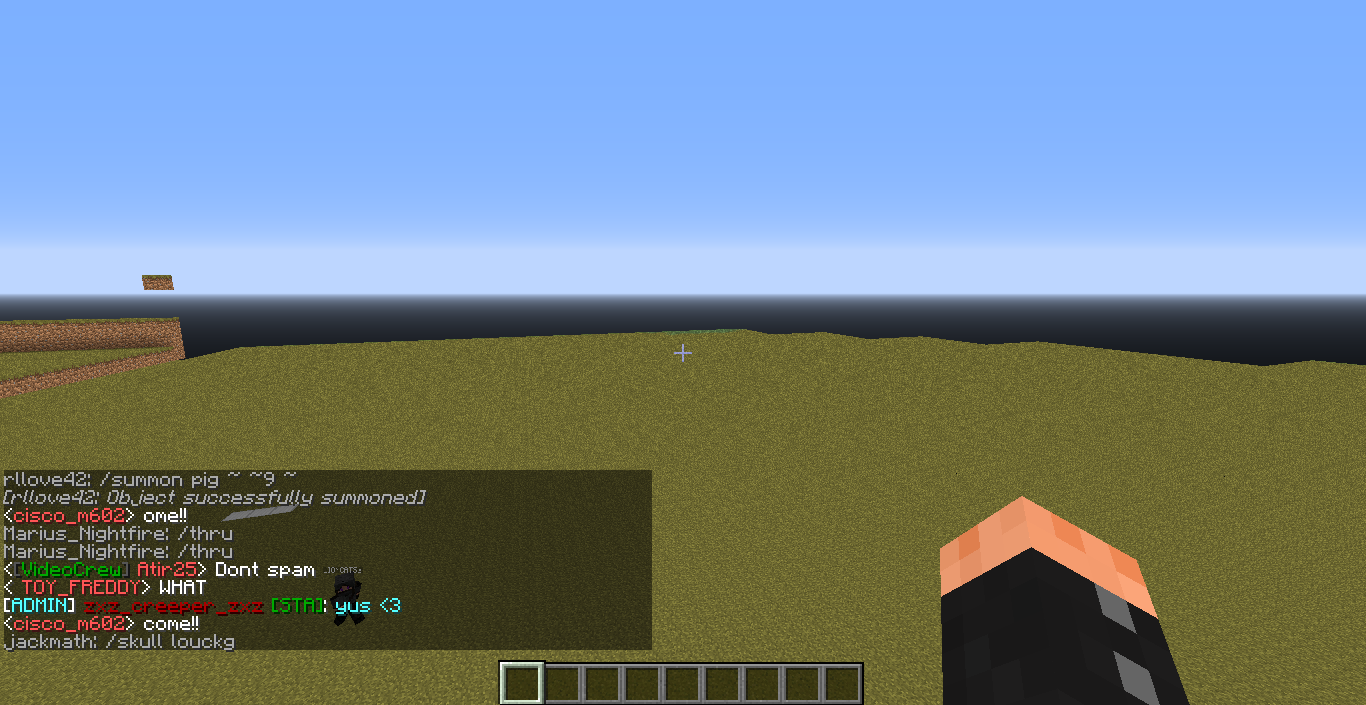 rllove42: /summon pig ~ ~9 ~
[rllove42: Object successfully summoned]
<cisco_m602> ome!!
Marius_Nightfire: /thru
Marius_Nightfire: /thru
<[VideoCrew] Atir25> Dont spam
< TOY_FREDDY> WHAT
[ADMIN] zxz_creeper_zxz [STA]: yus <3
<cisco_m602> come!!
jackmath: /skull louckg